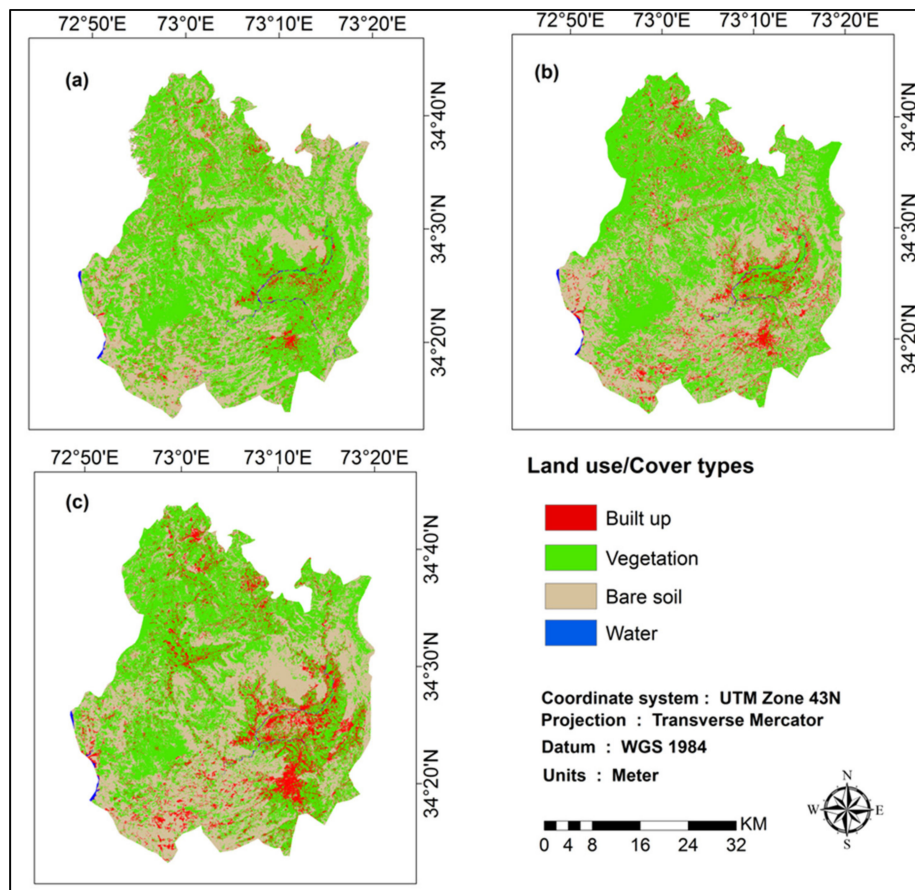 72°50'E 73°0'E 73°10'E 73°20'E
(a)
34°40'N
34°30'N
34°20'N
72°50'E 73°0'E 73°10'E 73°20'E
(b)
34°40'N
34°30'N
34°20'N
72°50'E 73°0'E 73°10'E 73°20'E
(c)
34°40'N
34°30'N
34°20'N
Land use/Cover types
Built up
Vegetation
Bare soil
Water
Coordinate system : UTM Zone 43N
Projection : Transverse Mercator
Datum : WGS 1984
Units : Meter
KM
0 4 8 16 24 32
N
W E
S